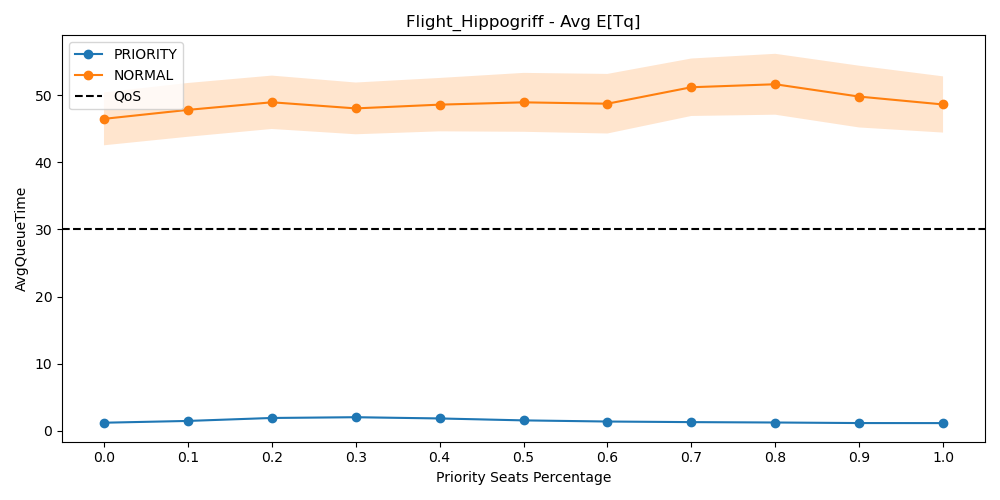 Flight_Hippogriff - Avg E[Tq]
PRIORITY
NORMAL
QoS
AvgQueueTime
50
40
30
20
10
0
0.0 0.1 0.2 0.3 0.4 0.5 0.6 0.7 0.8 0.9 1.0
Priority Seats Percentage